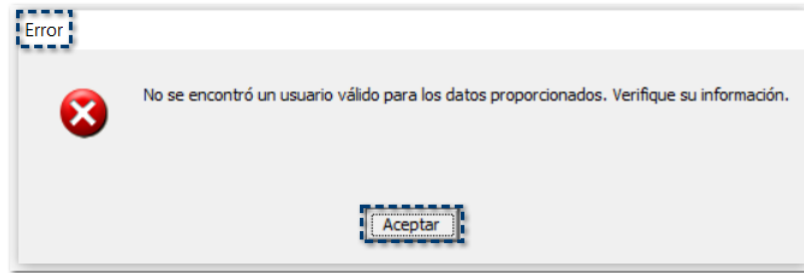 Error
No se encontró un usuario válido para los datos proporcionados. Verifique su información.
Aceptar